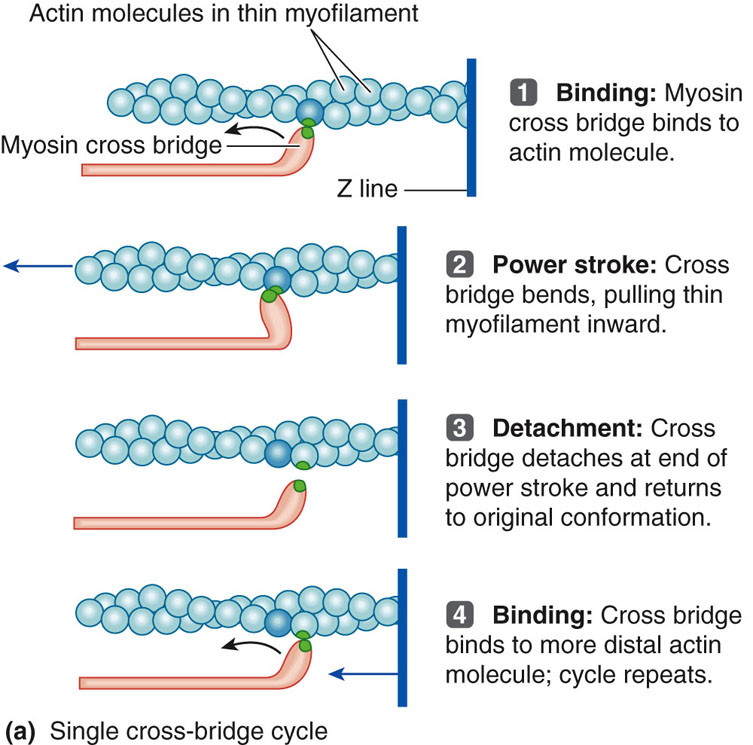 Actin molecules in thin myofilament
Myosin cross bridge
Z line
1 Binding: Myosin
cross bridge binds to
actin molecule.
2 Power stroke: Cross
bridge bends, pulling thin
myofilament inward.
3 Detachment: Cross
bridge detaches at end of
power stroke and returns
to original conformation.
4 Binding: Cross bridge
binds to more distal actin
molecule; cycle repeats.
(a) Single cross-bridge cycle